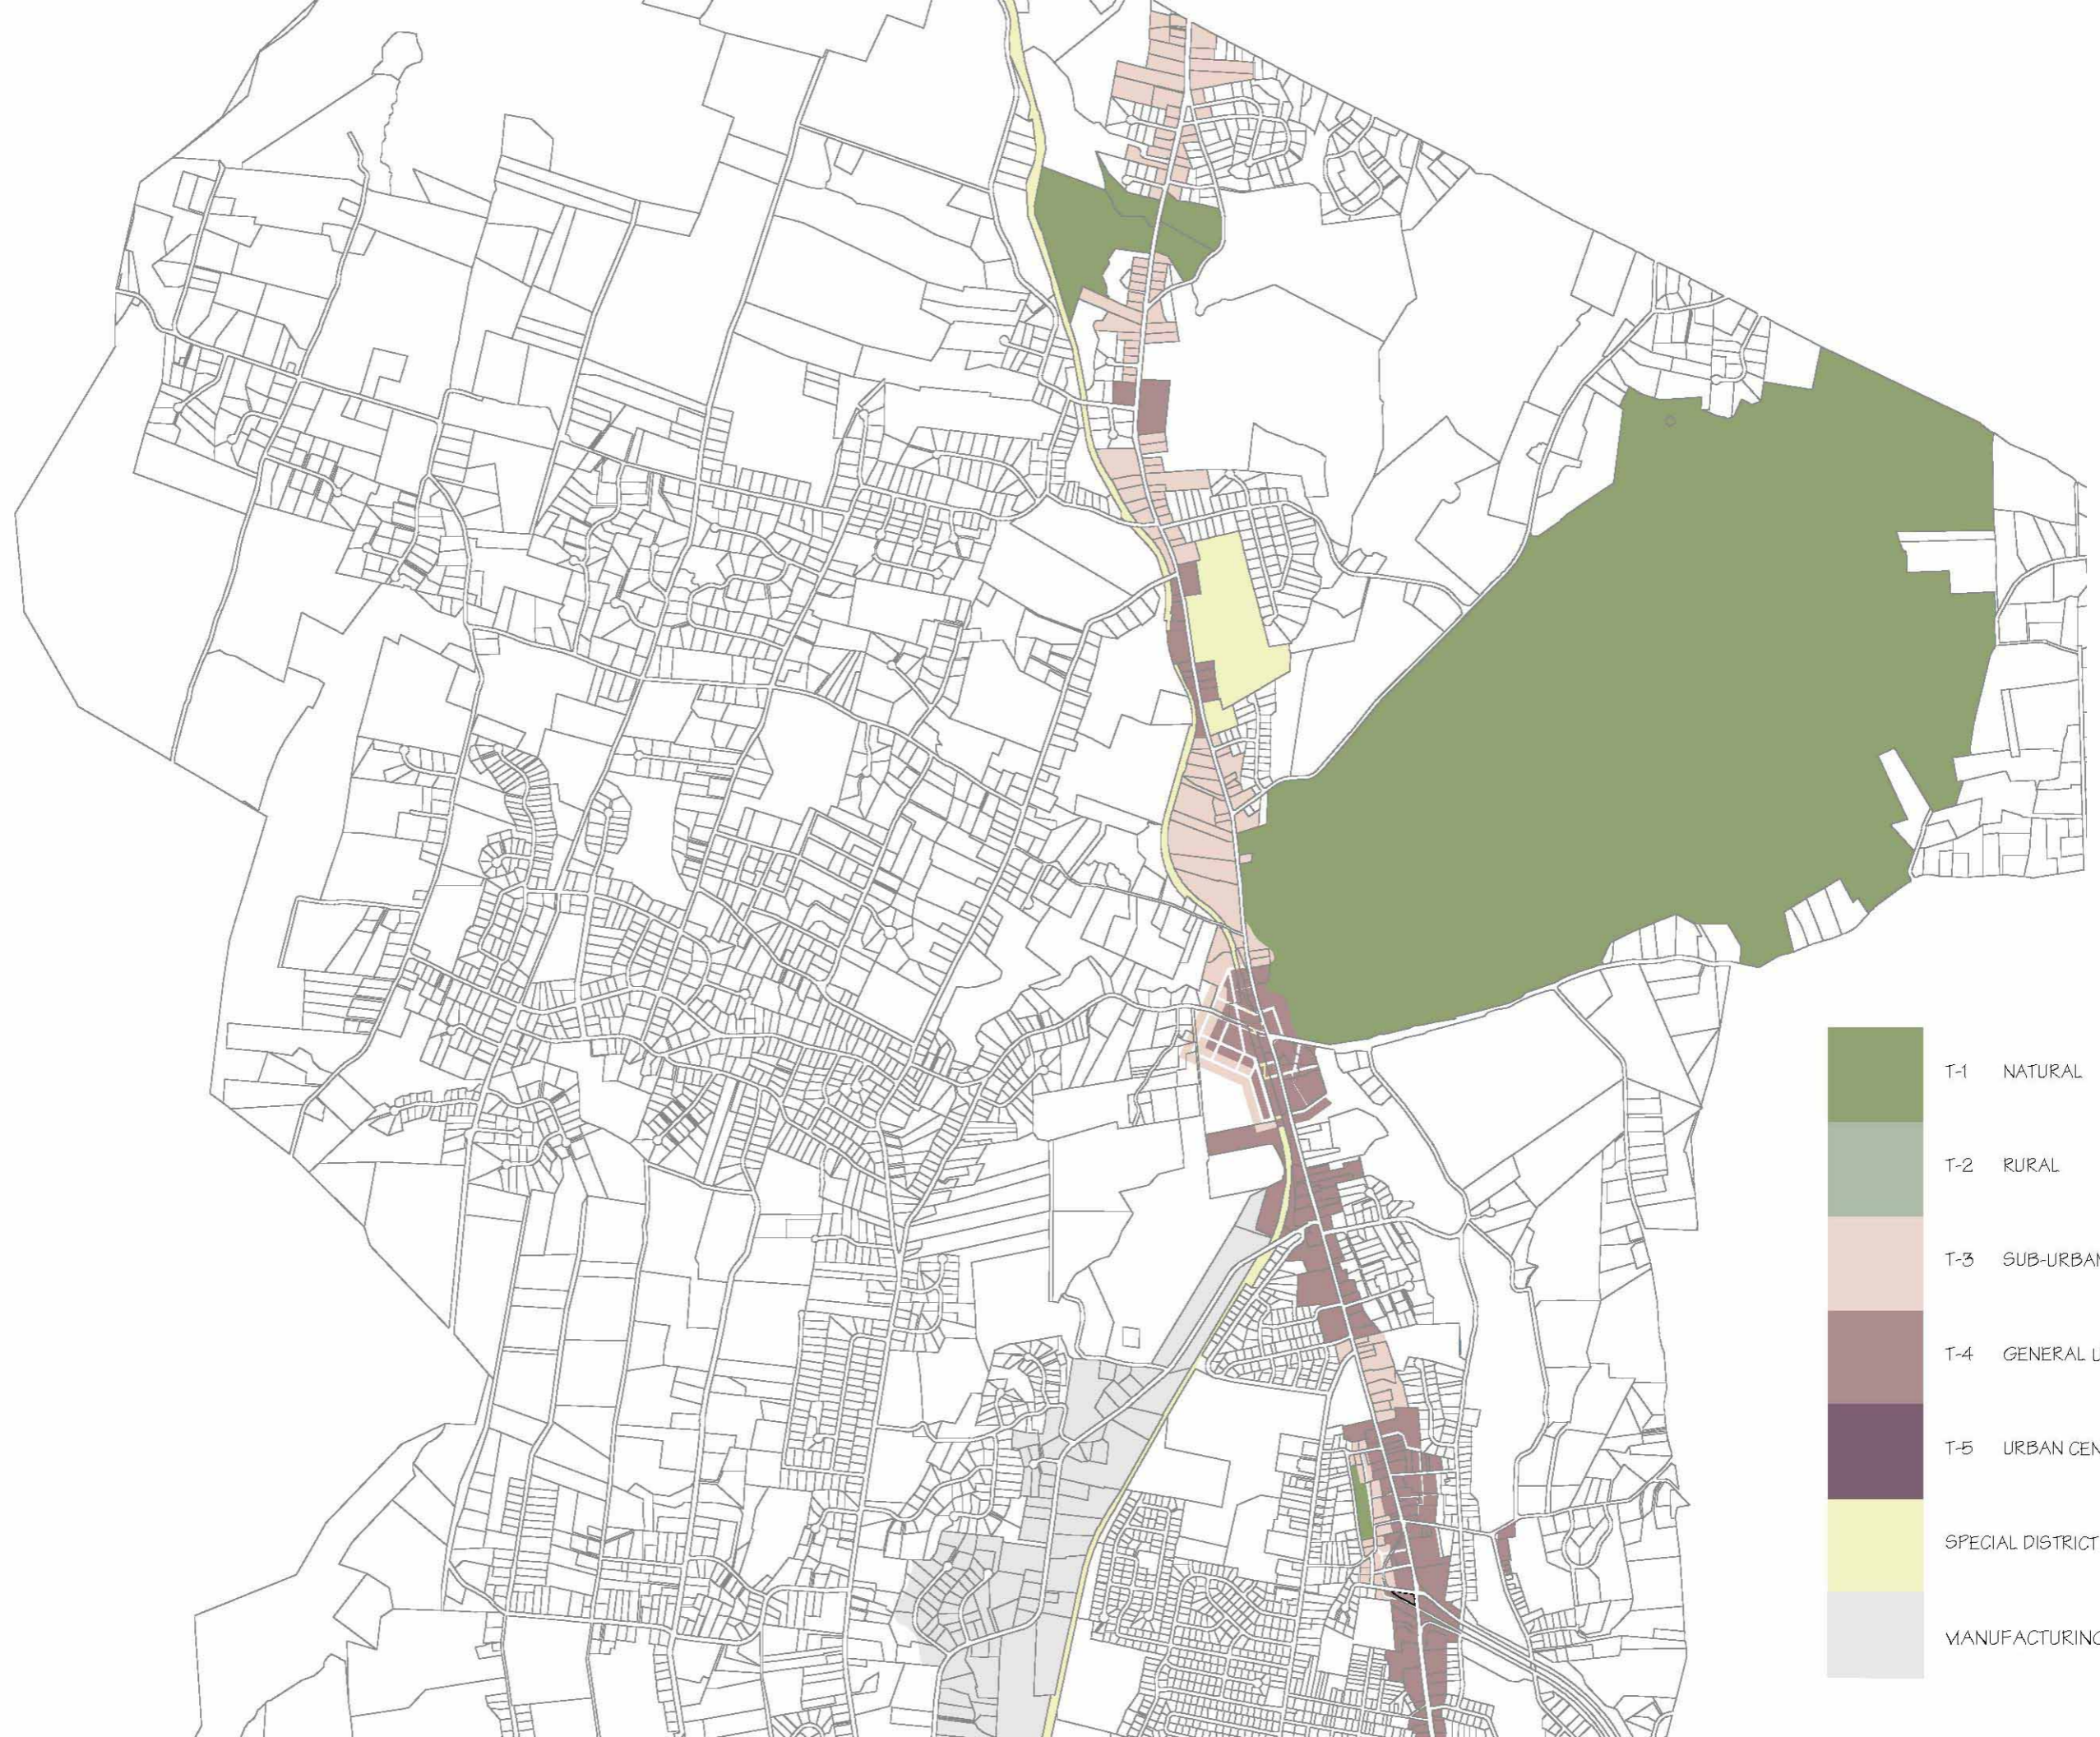 T-1 NATURAL
T-2 RURAL
T-3 SUB-URBAN
T-4 GENERAL U
T-5 URBAN CEN
SPECIAL DISTRICT
MANUFACTURING